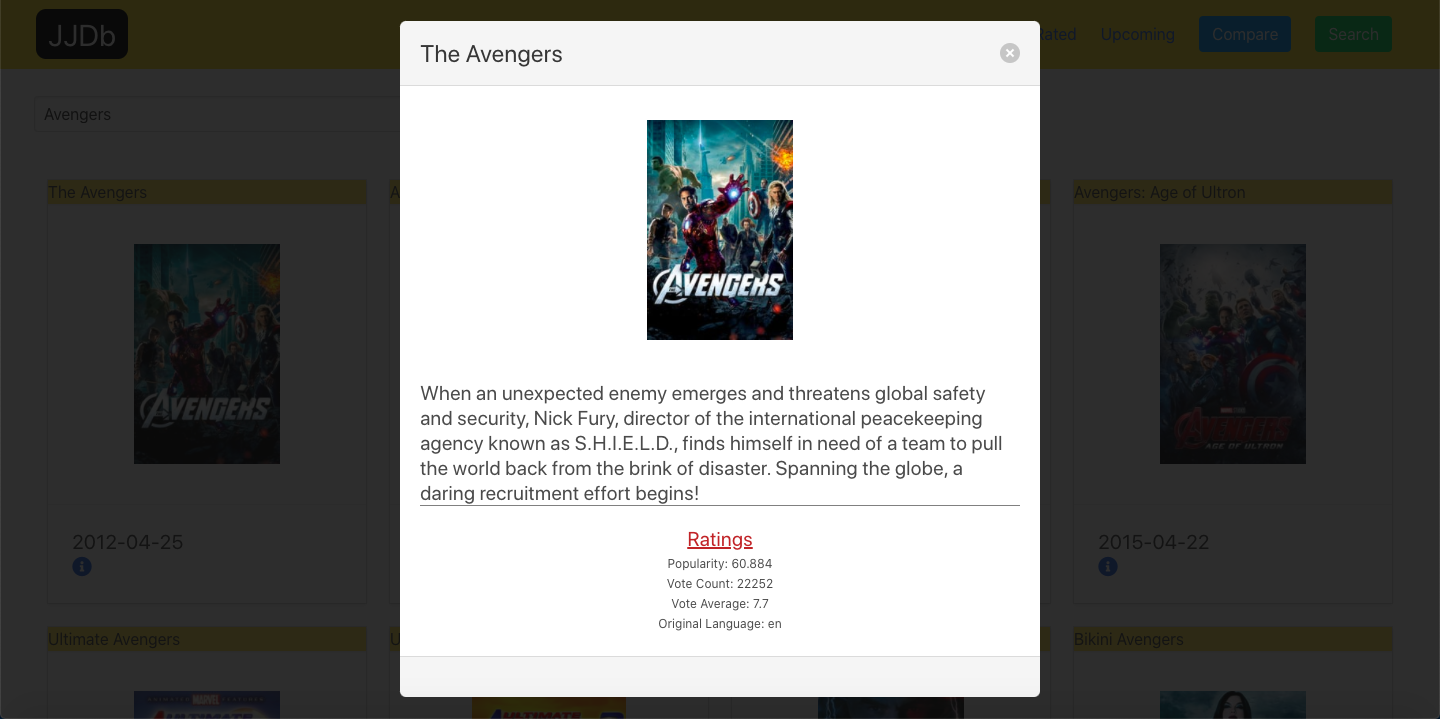 JJDb
Rated
Upcoming
Compare
Search
Avengers
The Avengers
AVENGERS
When an unexpected enemy emerges and threatens global safety
and security, Nick Fury, director of the international peacekeeping
agency known as S.H.I.E.L.D., finds himself in need of a team to pull
the world back from the brink of disaster. Spanning the globe, a
daring recruitment effort begins!
Ratings
Popularity: 60.884
Vote Count: 22252
Vote Average: 7.7
Original Language: en
The Avengers
AVENGERS
2012-04-25
Avengers: Age of Ultron
AVENGERS
AGE OF ULTRON
2015-04-22
Ultimate Avengers
MARVEL
ULTIMATE
ULTIMATE
Bikini Avengers